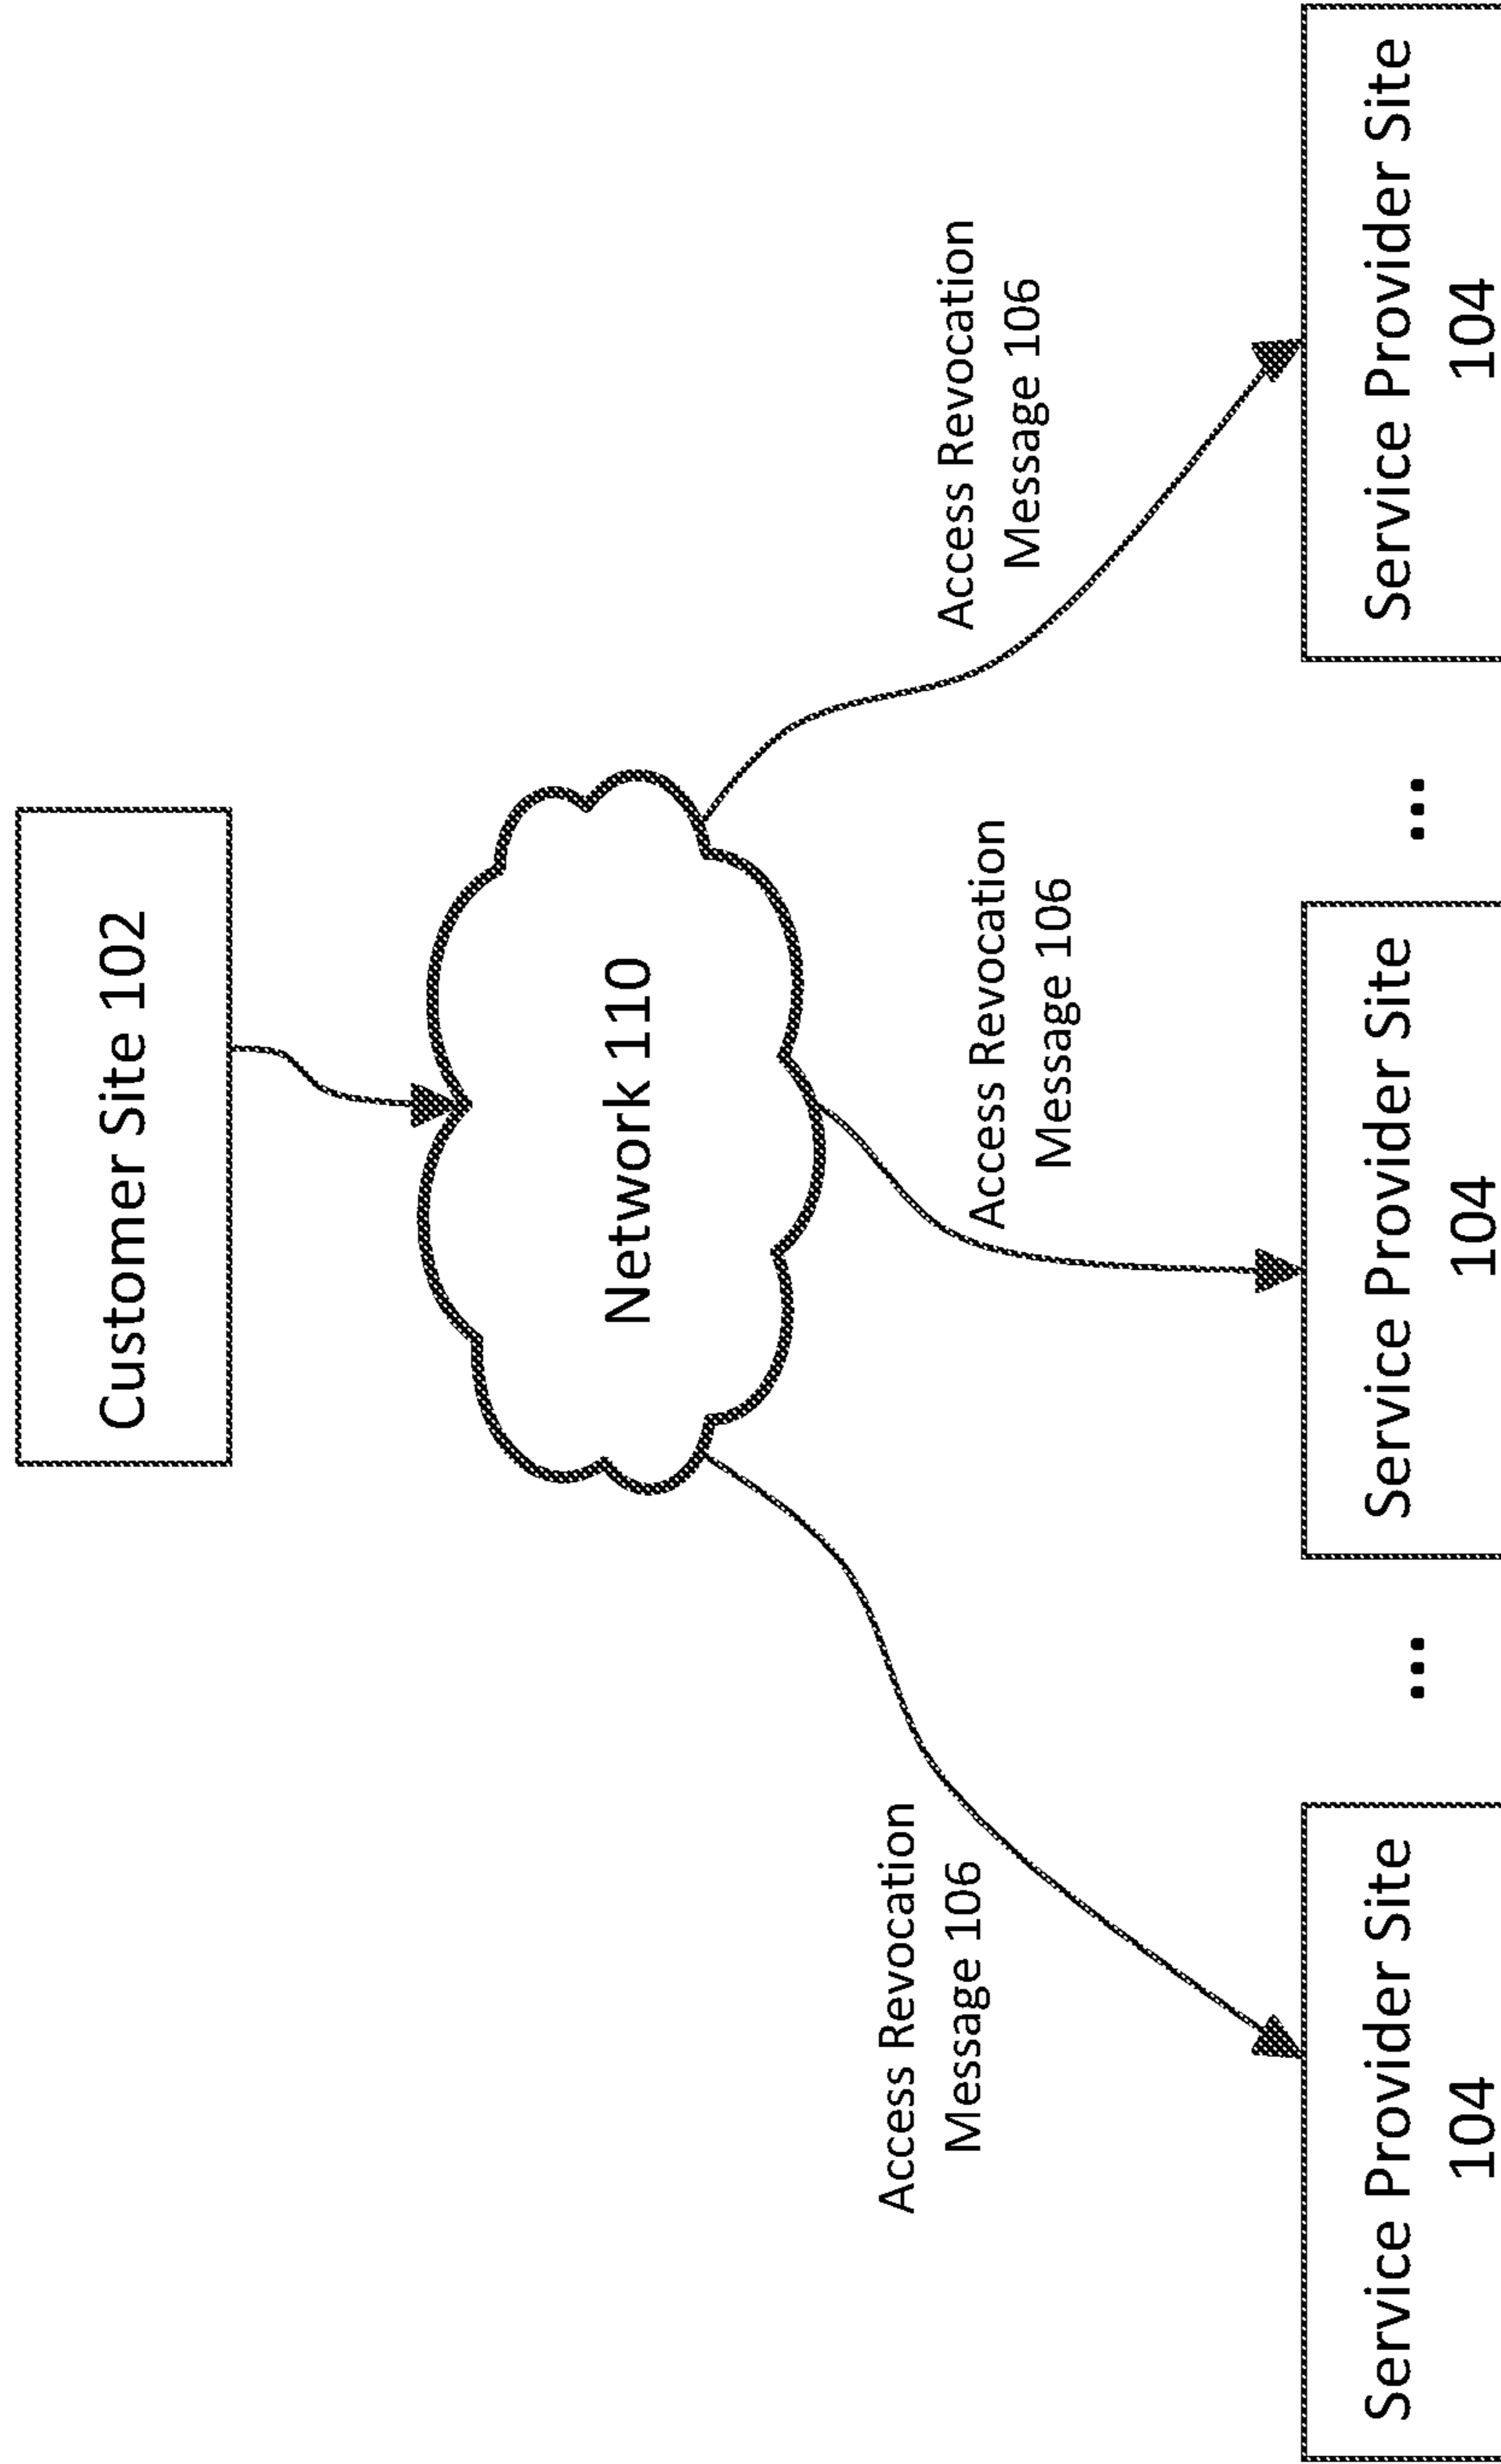 Customer Site 102
Network 110
Access Revocation
Message 106
Access Revocation
Message 106
Access Revocation
Message 106
Service Provider Site
104
...
Service Provider Site
104
...
Service Provider Site
104